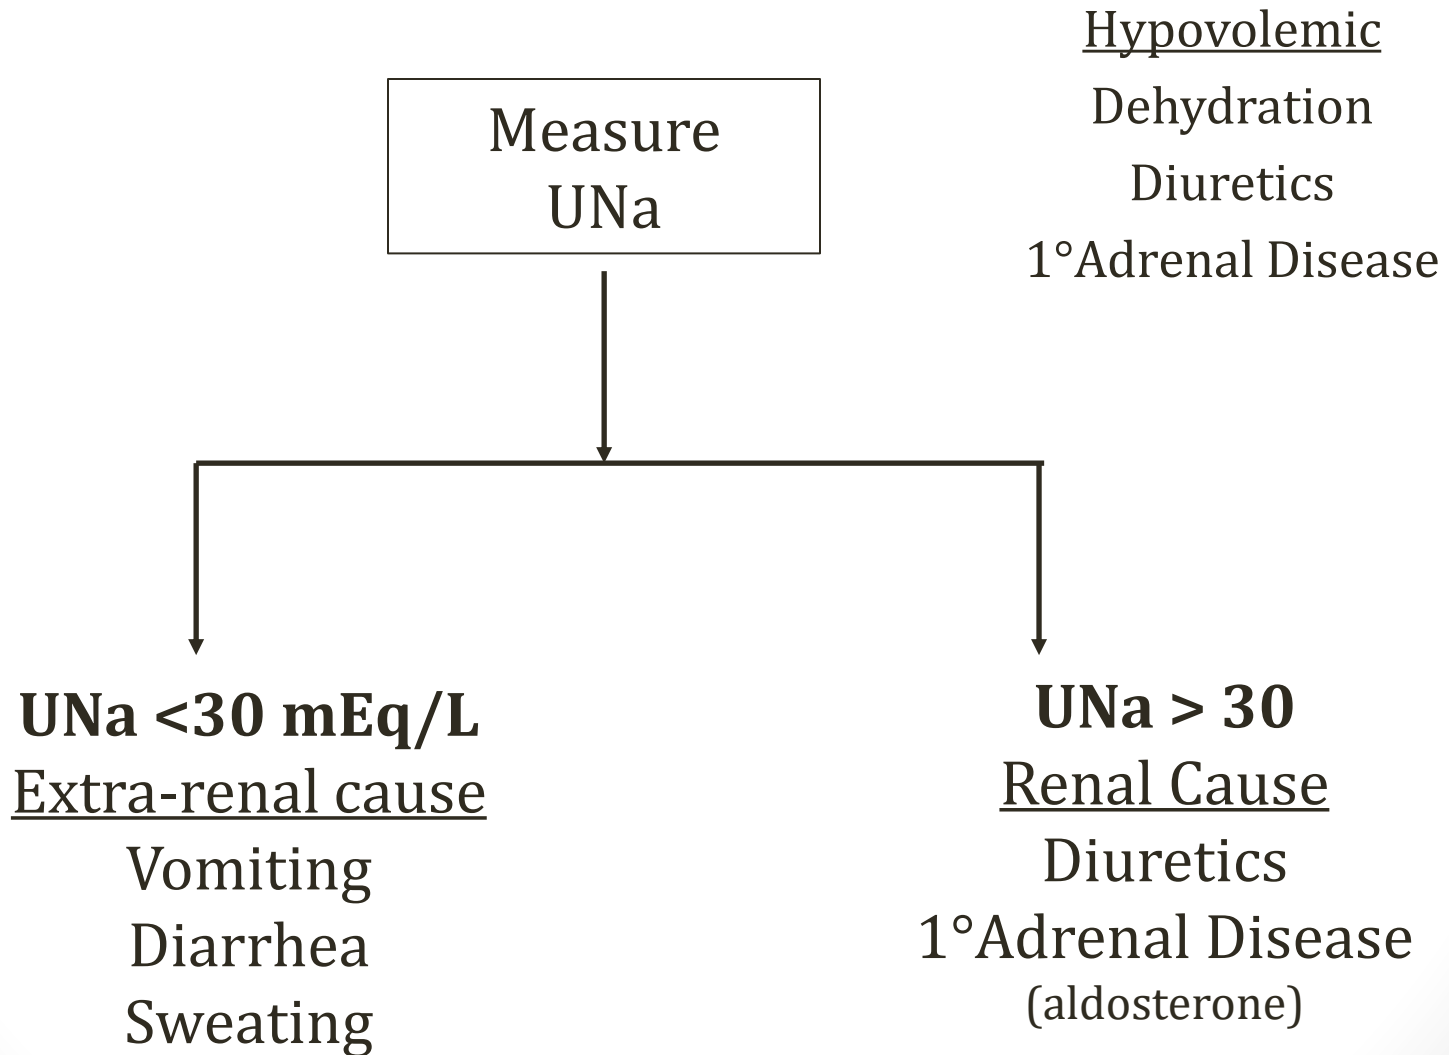 Hypovolemic
Dehydration
Diuretics
1°Adrenal Disease
Measure
UNa
UNa <30 mEq/L
Extra-renal cause
Vomiting
Diarrhea
Sweating
UNa > 30
Renal Cause
Diuretics
1°Adrenal Disease
(aldosterone)